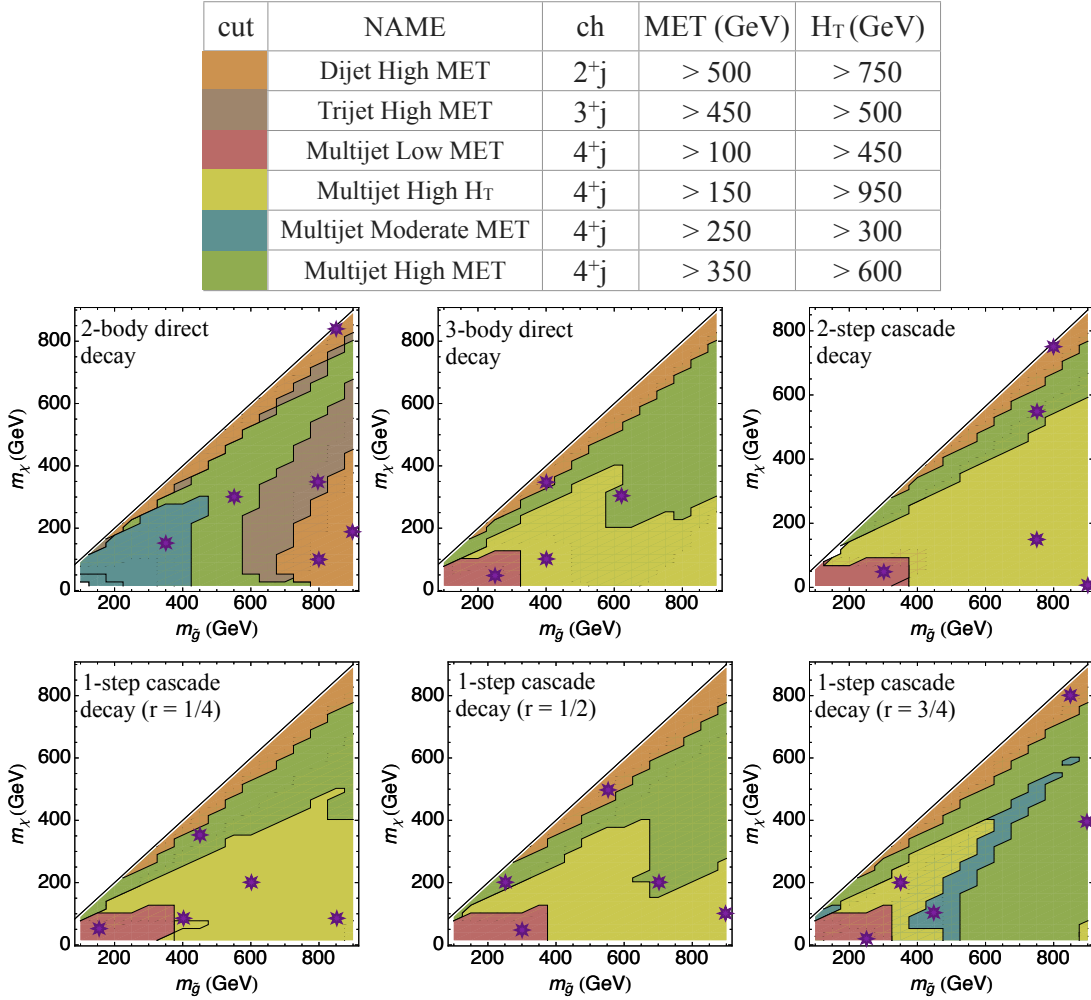 cut NAME ch MET (GeV) H_T (GeV)
Dijet High MET 2⁺j > 500 > 750
Trijet High MET 3⁺j > 450 > 500
Multijet Low MET 4⁺j > 100 > 450
Multijet High H_T 4⁺j > 150 > 950
Multijet Moderate MET 4⁺j > 250 > 300
Multijet High MET 4⁺j > 350 > 600
2-body direct
decay
800
600
400
200
0
m_χ (GeV)
200 400 600 800
m_g̃ (GeV)
3-body direct
decay
800
600
400
200
0
m_χ (GeV)
200 400 600 800
m_g̃ (GeV)
2-step cascade
decay
800
600
400
200
0
m_χ (GeV)
200 400 600 800
m_g̃ (GeV)
1-step cascade
decay (r = 1/4)
800
600
400
200
0
m_χ (GeV)
200 400 600 800
m_g̃ (GeV)
1-step cascade
decay (r = 1/2)
800
600
400
200
0
m_χ (GeV)
200 400 600 800
m_g̃ (GeV)
1-step cascade
decay (r = 3/4)
800
600
400
200
0
m_χ (GeV)
200 400 600 800
m_g̃ (GeV)